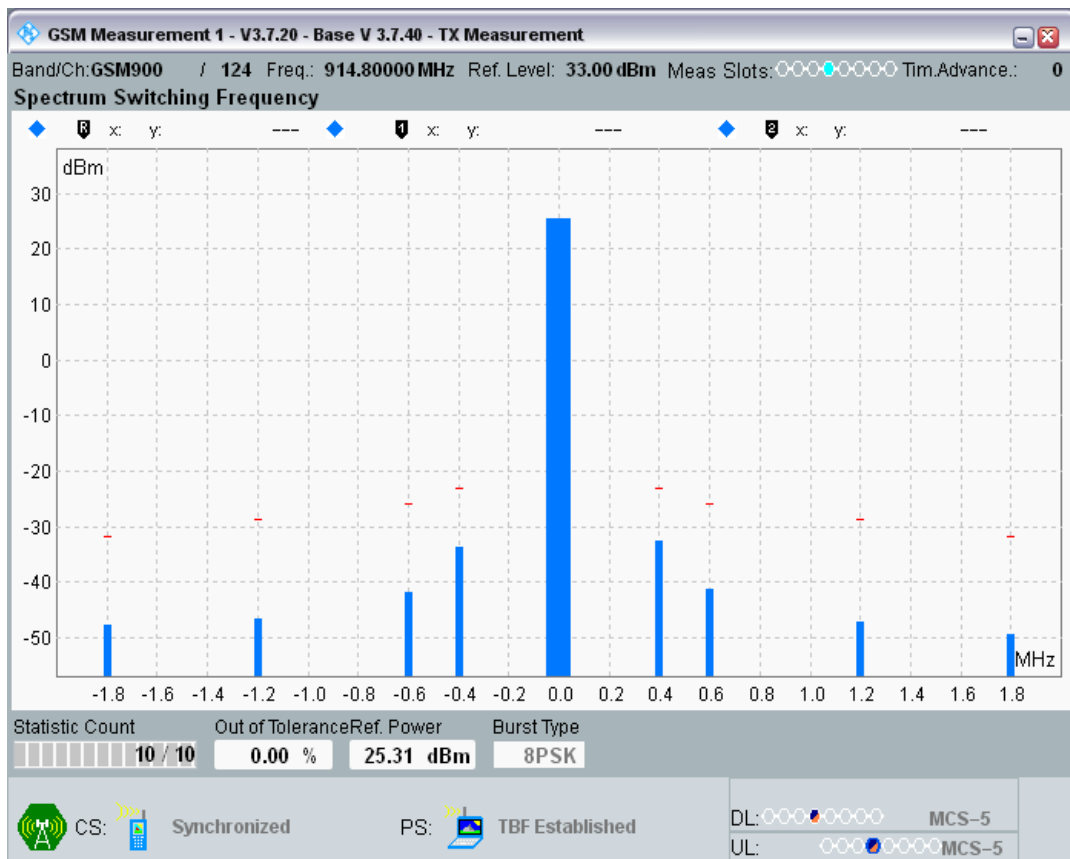 GSM Measurement 1 - V3.7.20 - Base V 3.7.40 - TX Measurement
Band/Ch:GSM900 / 124 Freq.: 914.80000 MHz Ref. Level: 33.00 dBm Meas Slots: Tim.Advance.: 0
Spectrum Switching Frequency
R x: y: --- 1 x: y: --- 2 x: y: ---
dBm
30
20
10
0
-10
-20
-30
-40
-50
MHz
-1.8 -1.6 -1.4 -1.2 -1.0 -0.8 -0.6 -0.4 -0.2 0.0 0.2 0.4 0.6 0.8 1.0 1.2 1.4 1.6 1.8
Statistic Count Out of Tolerance Ref. Power Burst Type
10 / 10 0.00 % 25.31 dBm 8PSK
CS: Synchronized PS: TBF Established DL: MCS-5
UL: MCS-5